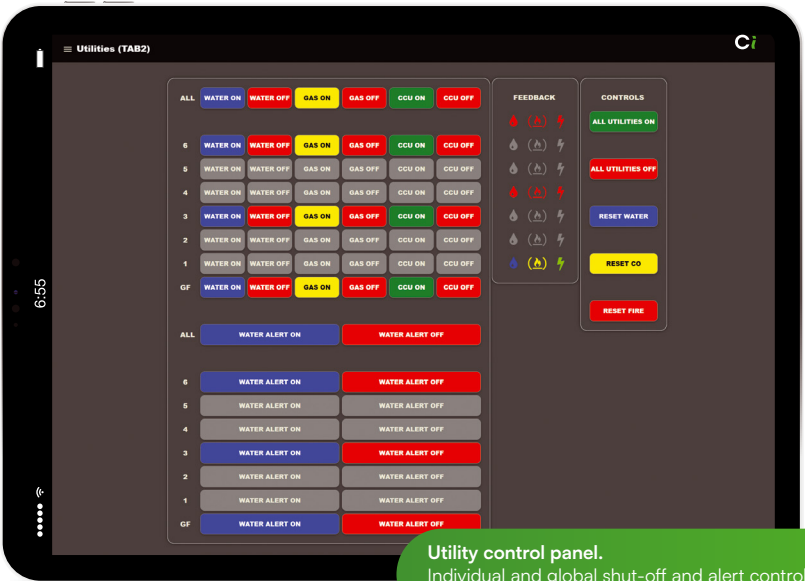 Ci
≡ Utilities (TAB2)
6:55
FEEDBACK
CONTROLS
ALL WATER ON WATER OFF GAS ON GAS OFF CCU ON CCU OFF
6 WATER ON WATER OFF GAS ON GAS OFF CCU ON CCU OFF
5 WATER ON WATER OFF GAS ON GAS OFF CCU ON CCU OFF
4 WATER ON WATER OFF GAS ON GAS OFF CCU ON CCU OFF
3 WATER ON WATER OFF GAS ON GAS OFF CCU ON CCU OFF
2 WATER ON WATER OFF GAS ON GAS OFF CCU ON CCU OFF
1 WATER ON WATER OFF GAS ON GAS OFF CCU ON CCU OFF
GF WATER ON WATER OFF GAS ON GAS OFF CCU ON CCU OFF
ALL UTILITIES ON
ALL UTILITIES OFF
RESET WATER
RESET CO
RESET FIRE
ALL WATER ALERT ON WATER ALERT OFF
6 WATER ALERT ON WATER ALERT OFF
5 WATER ALERT ON WATER ALERT OFF
4 WATER ALERT ON WATER ALERT OFF
3 WATER ALERT ON WATER ALERT OFF
2 WATER ALERT ON WATER ALERT OFF
1 WATER ALERT ON WATER ALERT OFF
GF WATER ALERT ON WATER ALERT OFF
Utility control panel.
Individual and global shut-off and alert control